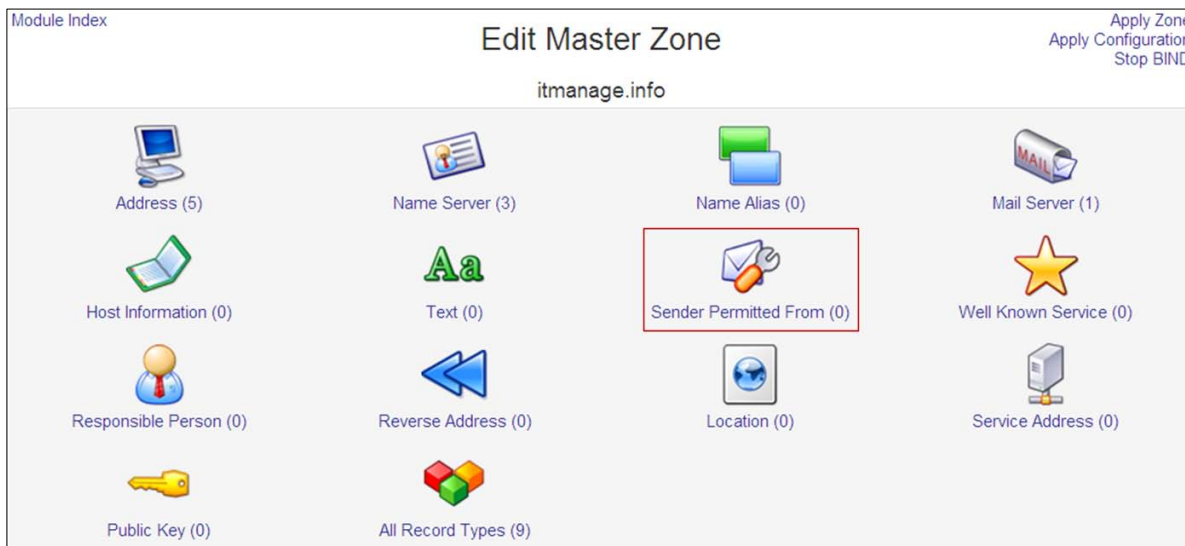 Module Index
Edit Master Zone
Apply Zone
Apply Configuration
Stop BIND
itmanage.info
Address (5)
Name Server (3)
Name Alias (0)
MAIL
Mail Server (1)
Host Information (0)
Aa
Text (0)
Sender Permitted From (0)
Well Known Service (0)
Responsible Person (0)
Reverse Address (0)
Location (0)
Service Address (0)
Public Key (0)
All Record Types (9)